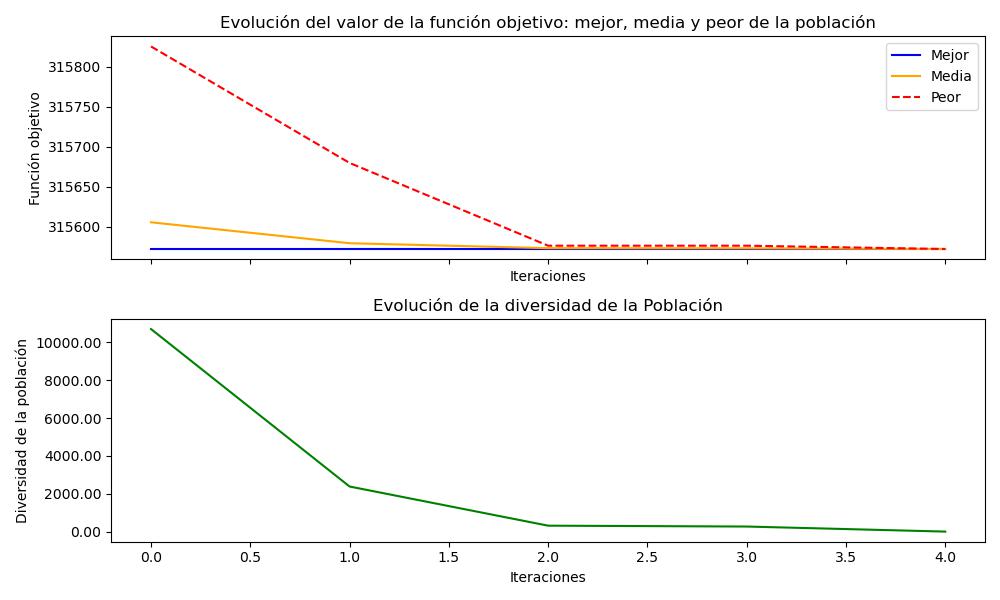 Evolución del valor de la función objetivo: mejor, media y peor de la población
Función objetivo
315800
315750
315700
315650
315600
Mejor
Media
Peor
Iteraciones
Evolución de la diversidad de la Población
Diversidad de la población
10000.00
8000.00
6000.00
4000.00
2000.00
0.00
0.0 0.5 1.0 1.5 2.0 2.5 3.0 3.5 4.0
Iteraciones